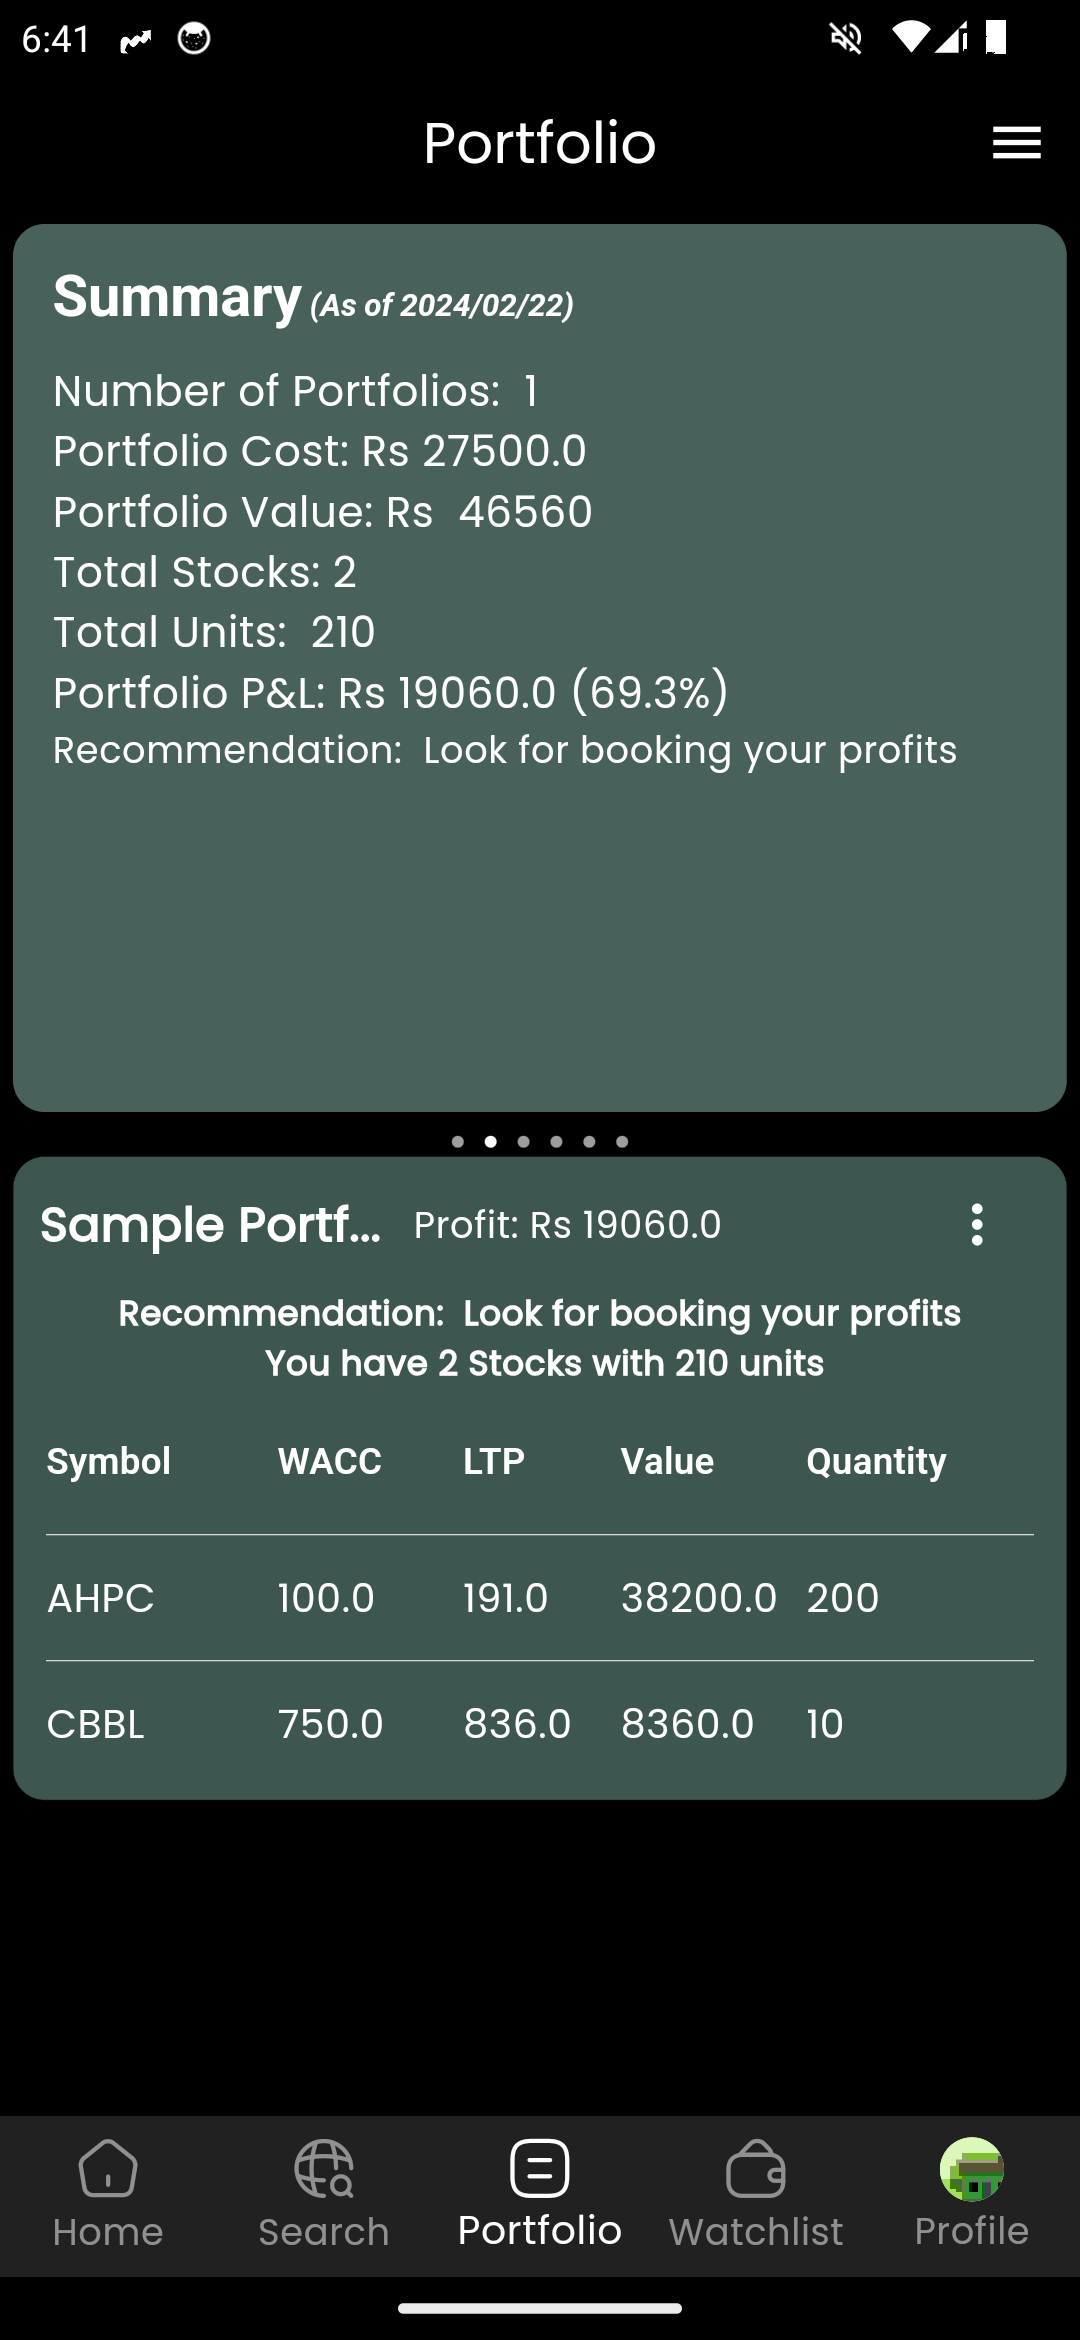 6:41
Portfolio
Summary (As of 2024/02/22)
Number of Portfolios: 1
Portfolio Cost: Rs 27500.0
Portfolio Value: Rs 46560
Total Stocks: 2
Total Units: 210
Portfolio P&L: Rs 19060.0 (69.3%)
Recommendation: Look for booking your profits
Sample Portf... Profit: Rs 19060.0
Recommendation: Look for booking your profits
You have 2 Stocks with 210 units
Symbol WACC LTP Value Quantity
AHPC 100.0 191.0 38200.0 200
CBBL 750.0 836.0 8360.0 10
Home Search Portfolio Watchlist Profile